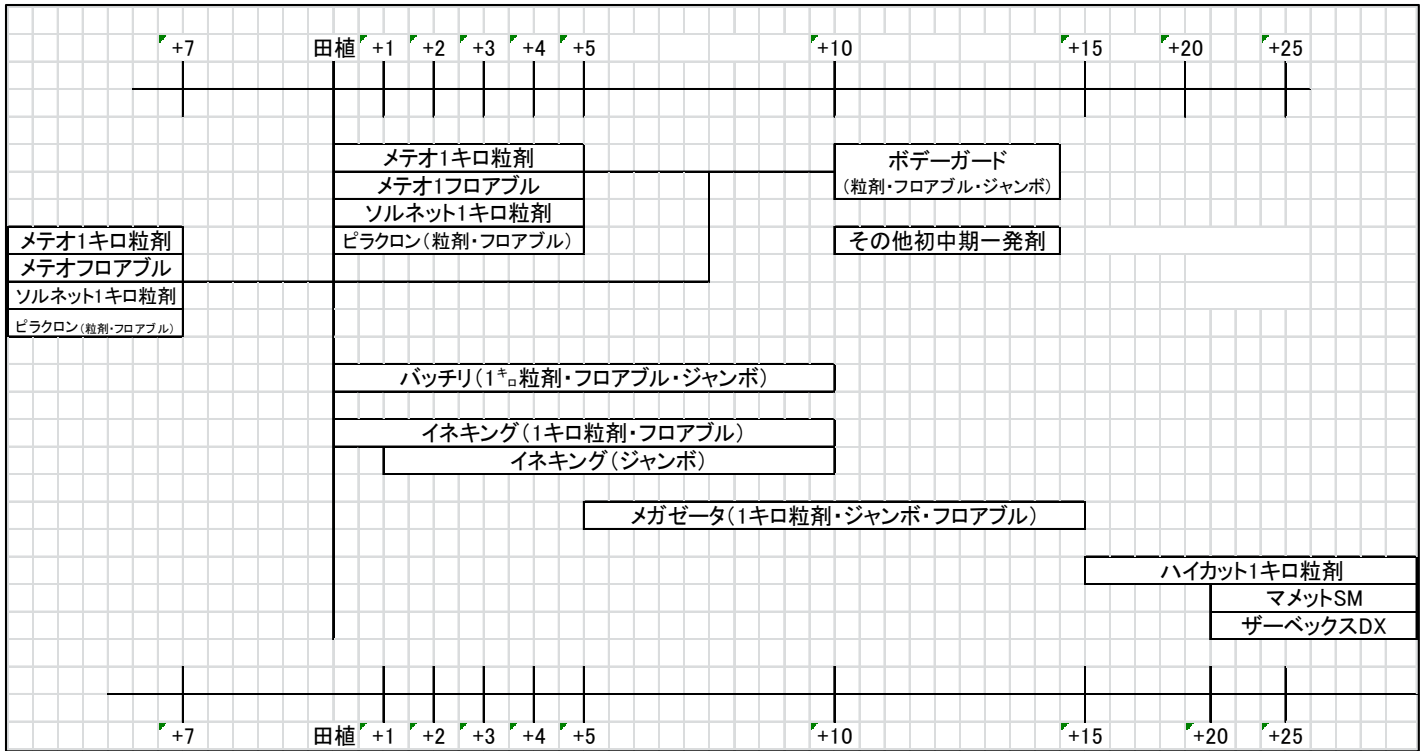 +7 田植 +1 +2 +3 +4 +5 +10 +15 +20 +25
メテオ1キロ粒剤
メテオ1フロアブル
ソルネット1キロ粒剤
ピラクロン(粒剤・フロアブル)
ボデーガード
(粒剤・フロアブル・ジャンボ)
その他初中期一発剤
メテオ1キロ粒剤
メテオフロアブル
ソルネット1キロ粒剤
ピラクロン(粒剤・フロアブル)
バッチリ(1㌔粒剤・フロアブル・ジャンボ)
イネキング(1キロ粒剤・フロアブル)
イネキング(ジャンボ)
メガゼータ(1キロ粒剤・ジャンボ・フロアブル)
ハイカット1キロ粒剤
マメットSM
ザーベックスDX
+7 田植 +1 +2 +3 +4 +5 +10 +15 +20 +25